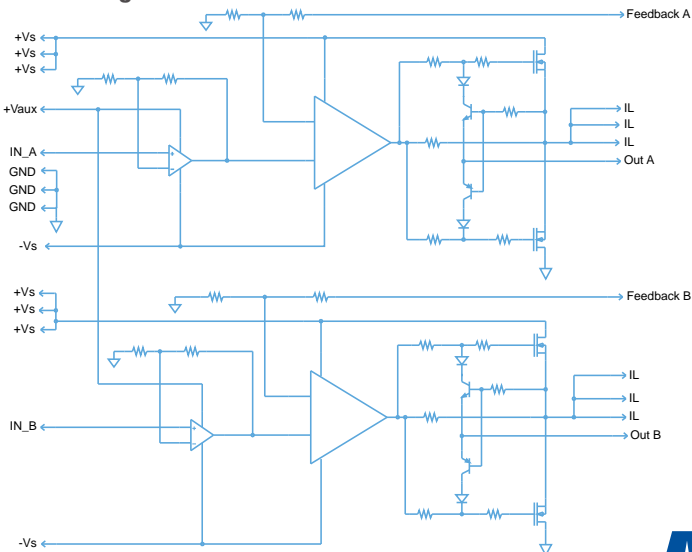 Feedback A
+Vs
+Vs
+Vs
+Vaux
IL
IL
IN_A
IL
Out A
GND
GND
GND
-Vs
+Vs
Feedback B
+Vs
+Vs
IL
IL
IN_B
IL
Out B
-Vs